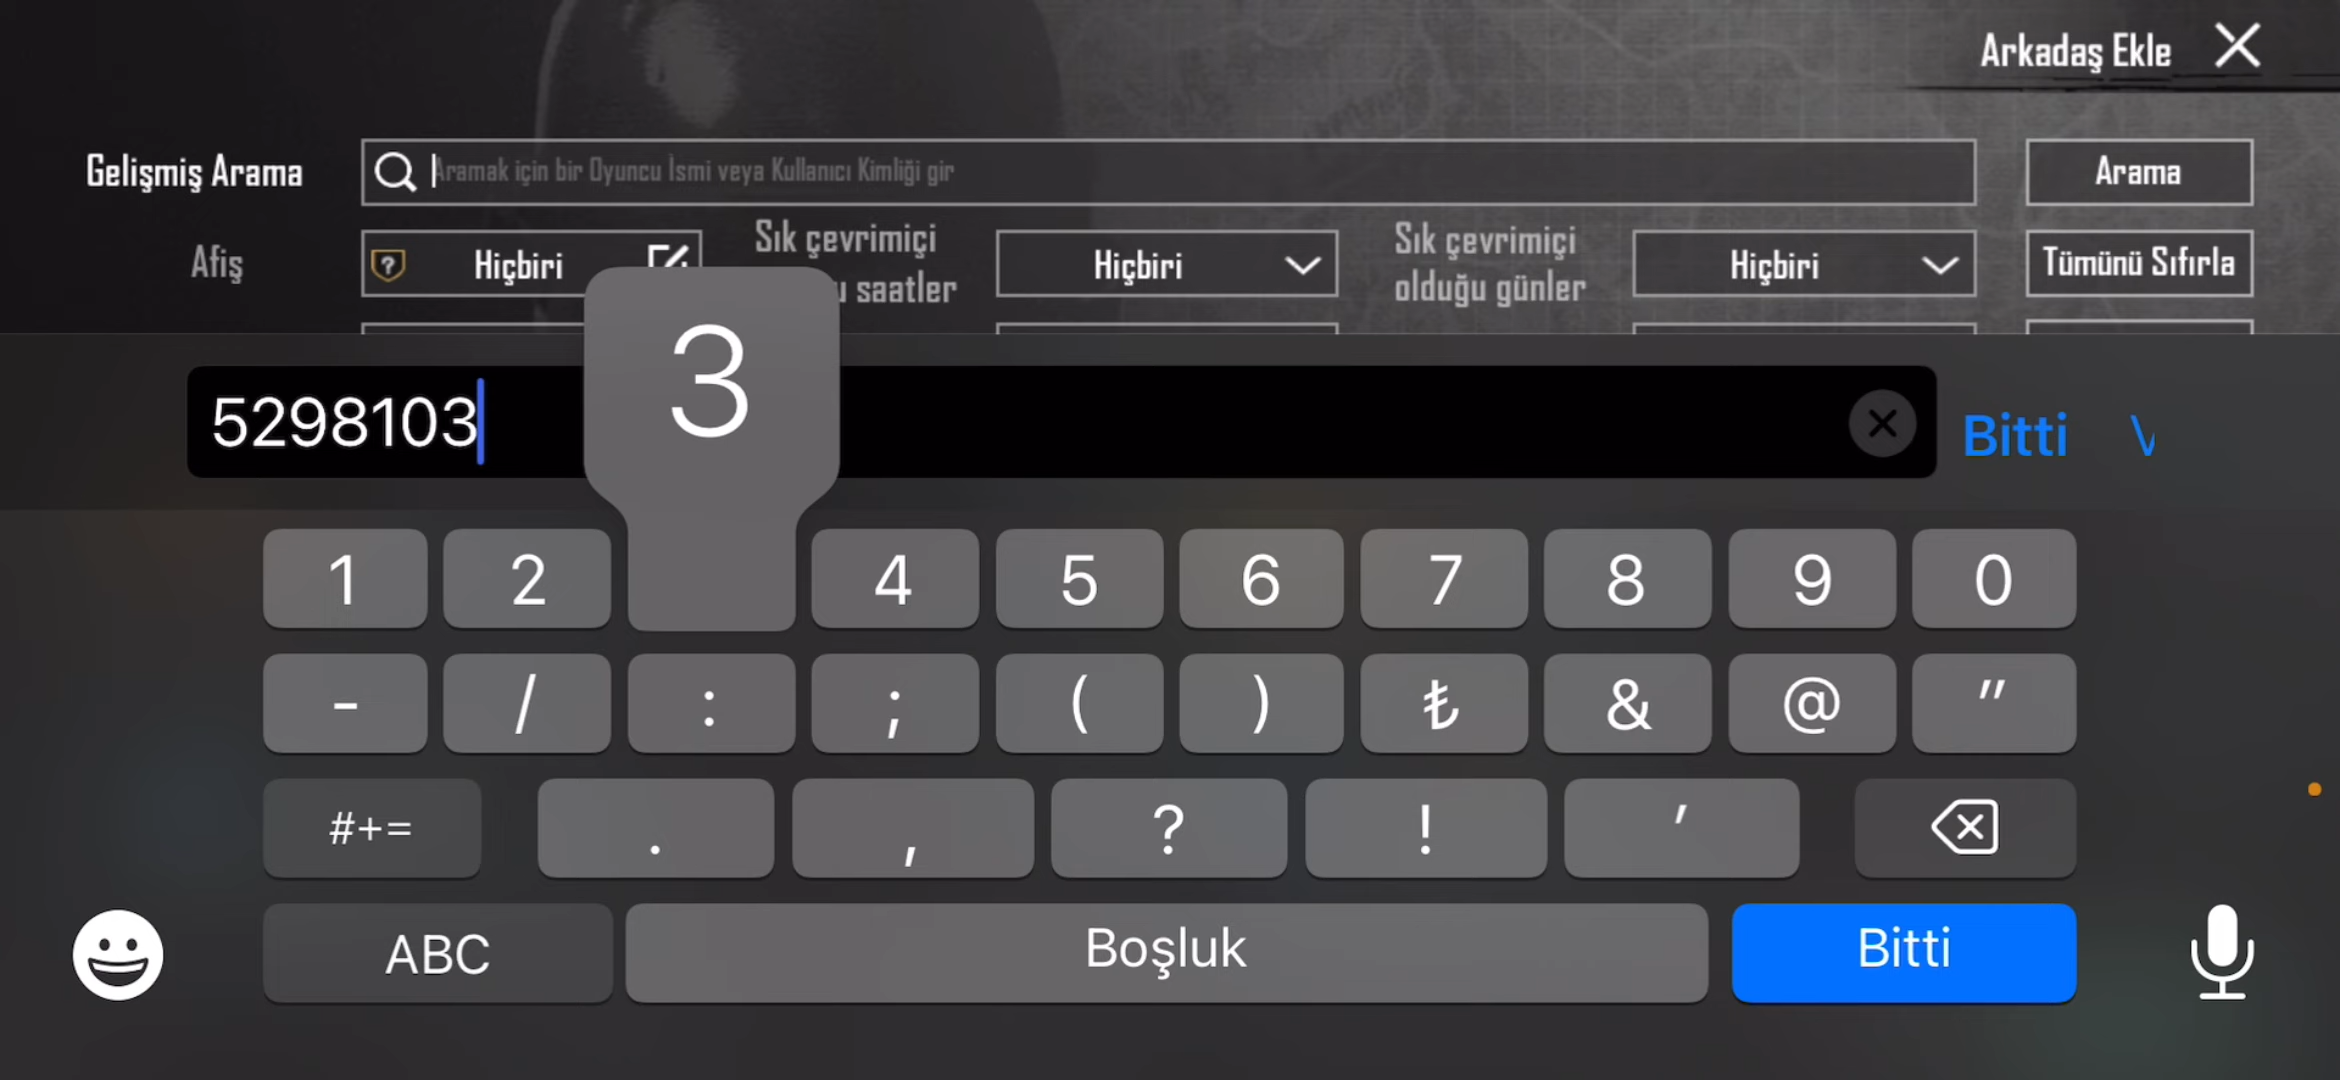 Arkadaş Ekle
Gelişmiş Arama
Aramak için bir Oyuncu İsmi veya Kullanıcı Kimliği gir
Arama
Afiş
?
Hiçbiri
Sık çevrimiçi
saatler
Hiçbiri
Sık çevrimiçi
olduğu günler
Hiçbiri
Tümünü Sıfırla
5298103
3
Bitti
1 2 4 5 6 7 8 9 0
- / : ; ( ) ₺ & @ "
#+= . , ? ! '
ABC Boşluk Bitti